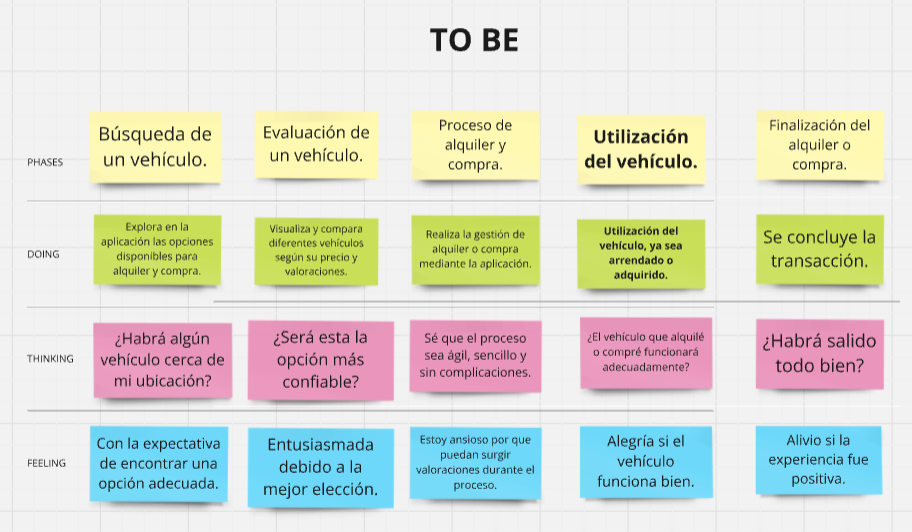 TO BE
PHASES
Búsqueda de
un vehículo.
Evaluación de
un vehículo.
Proceso de
alquiler y
compra.
Utilización
del vehículo.
Finalización del
alquiler o
compra.
DOING
Explora en la
aplicación las opciones
disponibles para
alquiler y compra.
Visualiza y compara
diferentes vehículos
según su precio y
valoraciones.
Realiza la gestión de
alquiler o compra
mediante la aplicación.
Utilización del
vehículo, ya sea
arrendado o
adquirido.
Se concluye la
transacción.
THINKING
¿Habrá algún
vehículo cerca de
mi ubicación?
¿Será esta la
opción más
confiable?
Sé que el proceso
sea ágil, sencillo y
sin complicaciones.
¿El vehículo que alquilé
o compré funcionará
adecuadamente?
¿Habrá salido
todo bien?
FEELING
Con la expectativa
de encontrar una
opción adecuada.
Entusiasmada
debido a la
mejor elección.
Estoy ansioso por que
puedan surgir
valoraciones durante el
proceso.
Alegría si el
vehículo
funciona bien.
Alivio si la
experiencia fue
positiva.